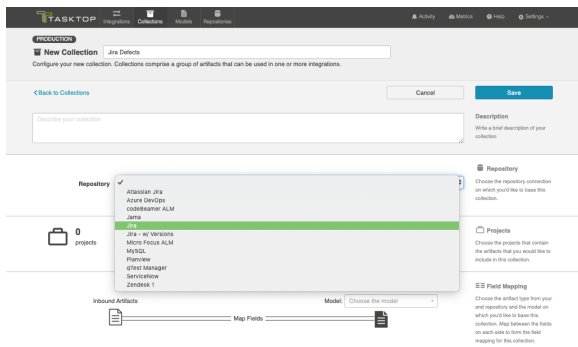 TASKTOP
Integrations
Collections
Models
Repositories
Activity
Metrics
Help
Settings
PRODUCTION
New Collection
Jira Defects
Configure your new collection. Collections comprise a group of artifacts that can be used in one or more integrations.
Back to Collections
Cancel
Save
Describe your collection
Description
Write a brief description of your
collection
Repository
Atlassian Jira
Azure DevOps
codeBeamer ALM
Jama
Jira
Jira - w/ Versions
Micro Focus ALM
MySQL
Planview
qTest Manager
ServiceNow
Zendesk 1
Repository
Choose the repository connection
on which you'd like to base this
collection.
0
projects
Projects
Choose the projects that contain
the artifacts that you would like to
include in this collection.
Inbound Artifacts
Model:
Choose the model
Map Fields
Field Mapping
Choose the artifact type from your
end repository and the model on
which you'd like to base this
collection. Map between the fields
on each side to form the field
mapping for this collection.